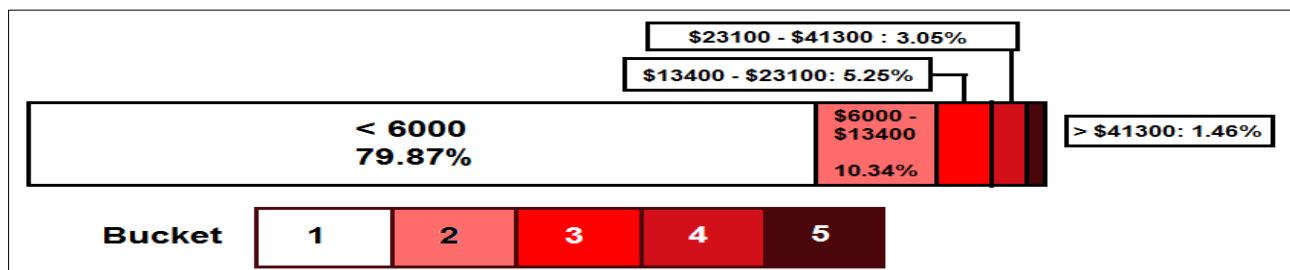 $23100 - $41300 : 3.05%
$13400 - $23100: 5.25%
< 6000
79.87%
$6000 -
$13400
10.34%
> $41300: 1.46%
Bucket 1 2 3 4 5